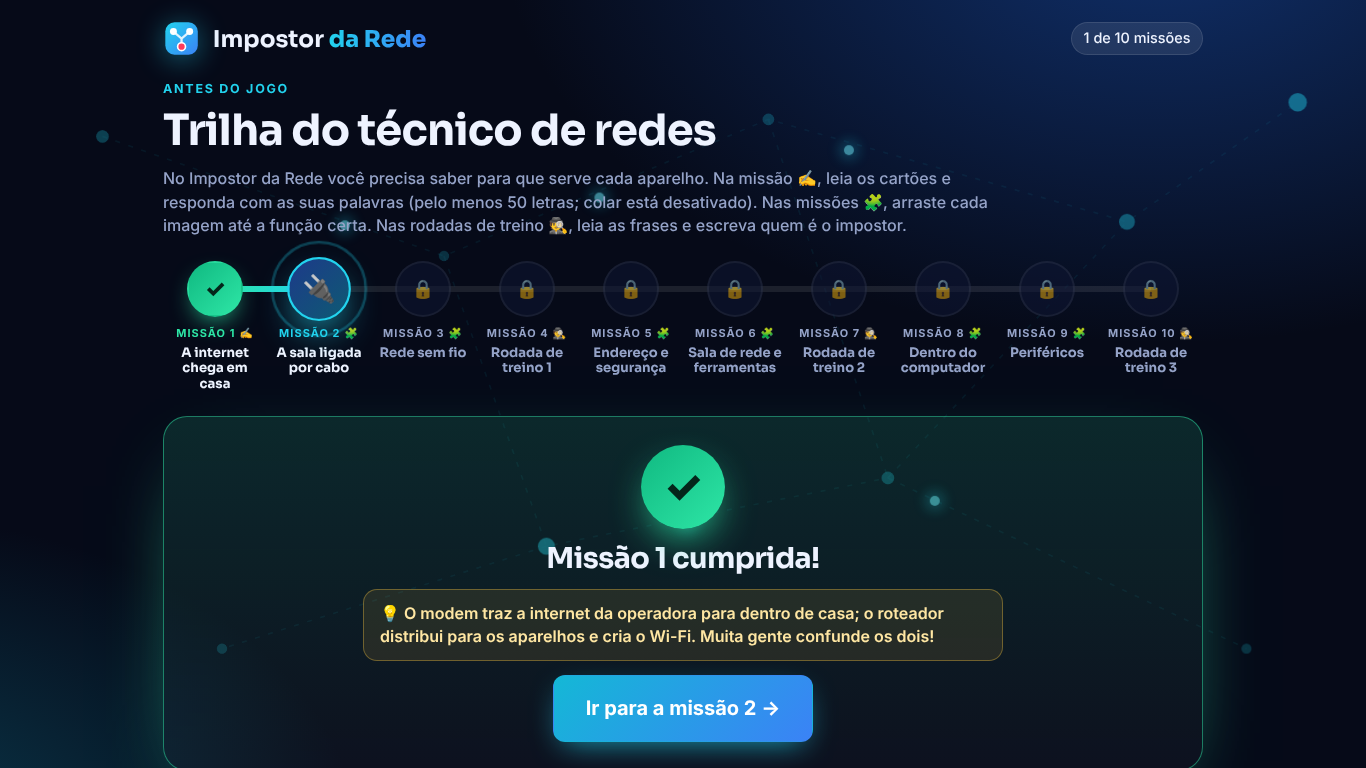 Impostor da Rede
1 de 10 missões
ANTES DO JOGO
Trilha do técnico de redes
No Impostor da Rede você precisa saber para que serve cada aparelho. Na missão ✍️, leia os cartões e
responda com as suas palavras (pelo menos 50 letras; colar está desativado). Nas missões 🧩, arraste cada
imagem até a função certa. Nas rodadas de treino 🕵️, leia as frases e escreva quem é o impostor.
MISSÃO 1 ✍️
A internet
chega em
casa
MISSÃO 2 🧩
A sala ligada
por cabo
MISSÃO 3 🧩
Rede sem fio
MISSÃO 4 🕵️
Rodada de
treino 1
MISSÃO 5 🧩
Endereço e
segurança
MISSÃO 6 🧩
Sala de rede e
ferramentas
MISSÃO 7 🕵️
Rodada de
treino 2
MISSÃO 8 🧩
Dentro do
computador
MISSÃO 9 🧩
Periféricos
MISSÃO 10 🕵️
Rodada de
treino 3
Missão 1 cumprida!
💡 O modem traz a internet da operadora para dentro de casa; o roteador
distribui para os aparelhos e cria o Wi-Fi. Muita gente confunde os dois!
Ir para a missão 2 →